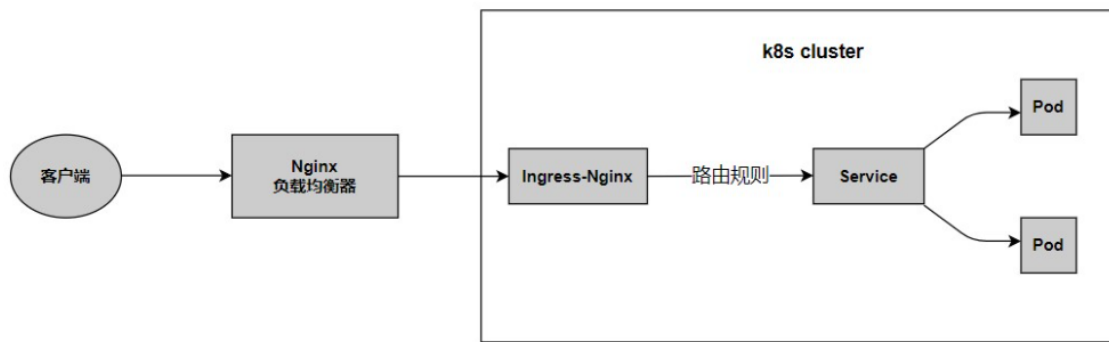 k8s cluster
客户端
Nginx
负载均衡器
Ingress-Nginx
路由规则
Service
Pod
Pod